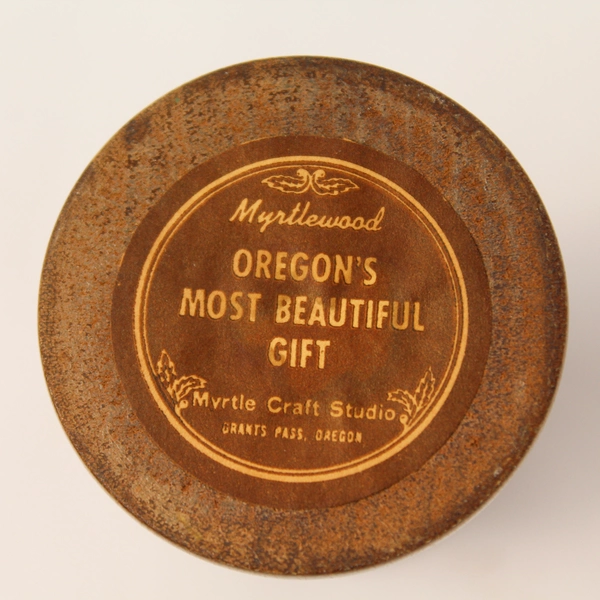 Myrtlewood
OREGON'S
MOST BEAUTIFUL
GIFT
Myrtle Craft Studio
GRANTS PASS, OREGON